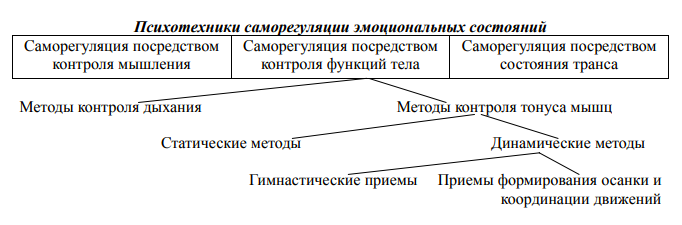 Психотехники саморегуляции эмоциональных состояний
Саморегуляция посредством
контроля мышления
Саморегуляция посредством
контроля функций тела
Саморегуляция посредством
состояния транса
Методы контроля дыхания
Методы контроля тонуса мышц
Статические методы
Динамические методы
Гимнастические приемы
Приемы формирования осанки и
координации движений